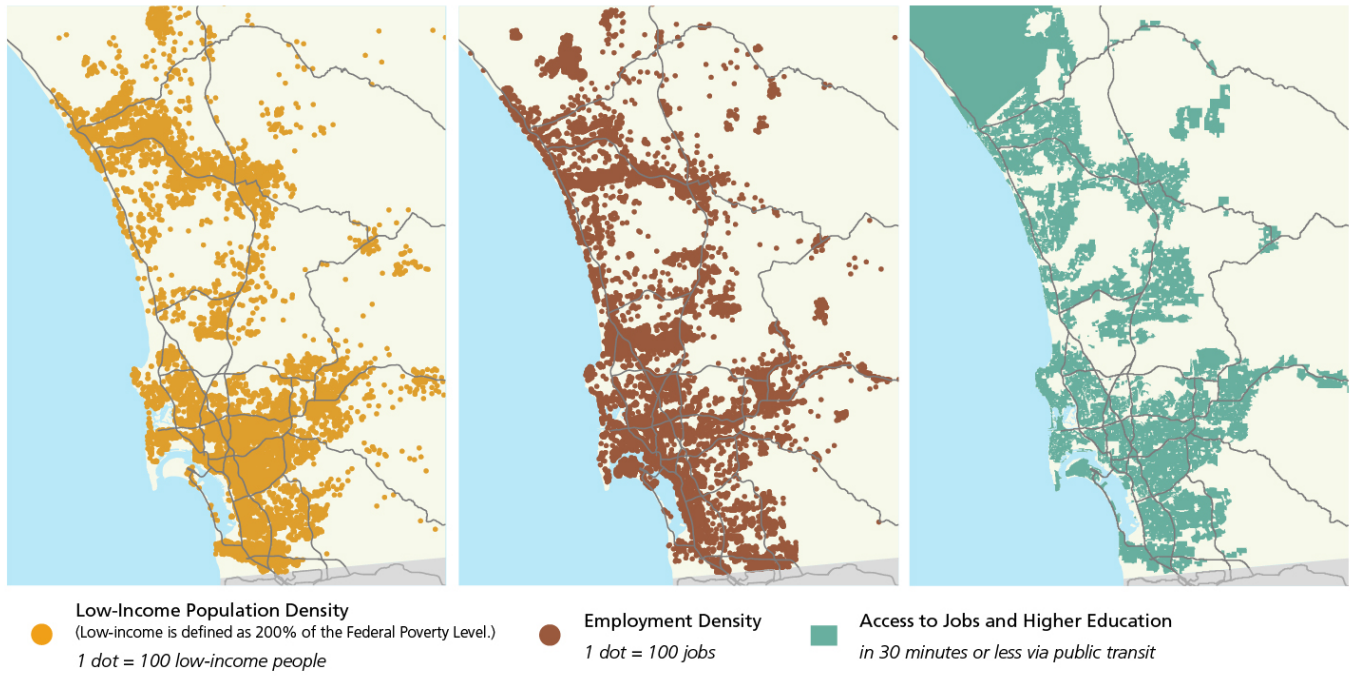 Low-Income Population Density
(Low-income is defined as 200% of the Federal Poverty Level.)
1 dot = 100 low-income people
Employment Density
1 dot = 100 jobs
Access to Jobs and Higher Education
in 30 minutes or less via public transit